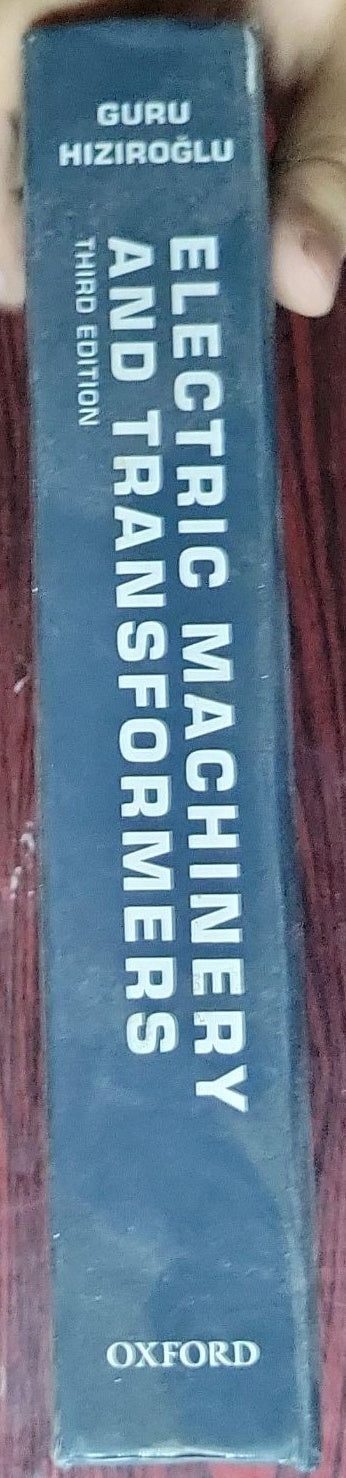 GURU
HIZIROĞLU
ELECTRIC MACHINERY
AND TRANSFORMERS
THIRD EDITION
OXFORD